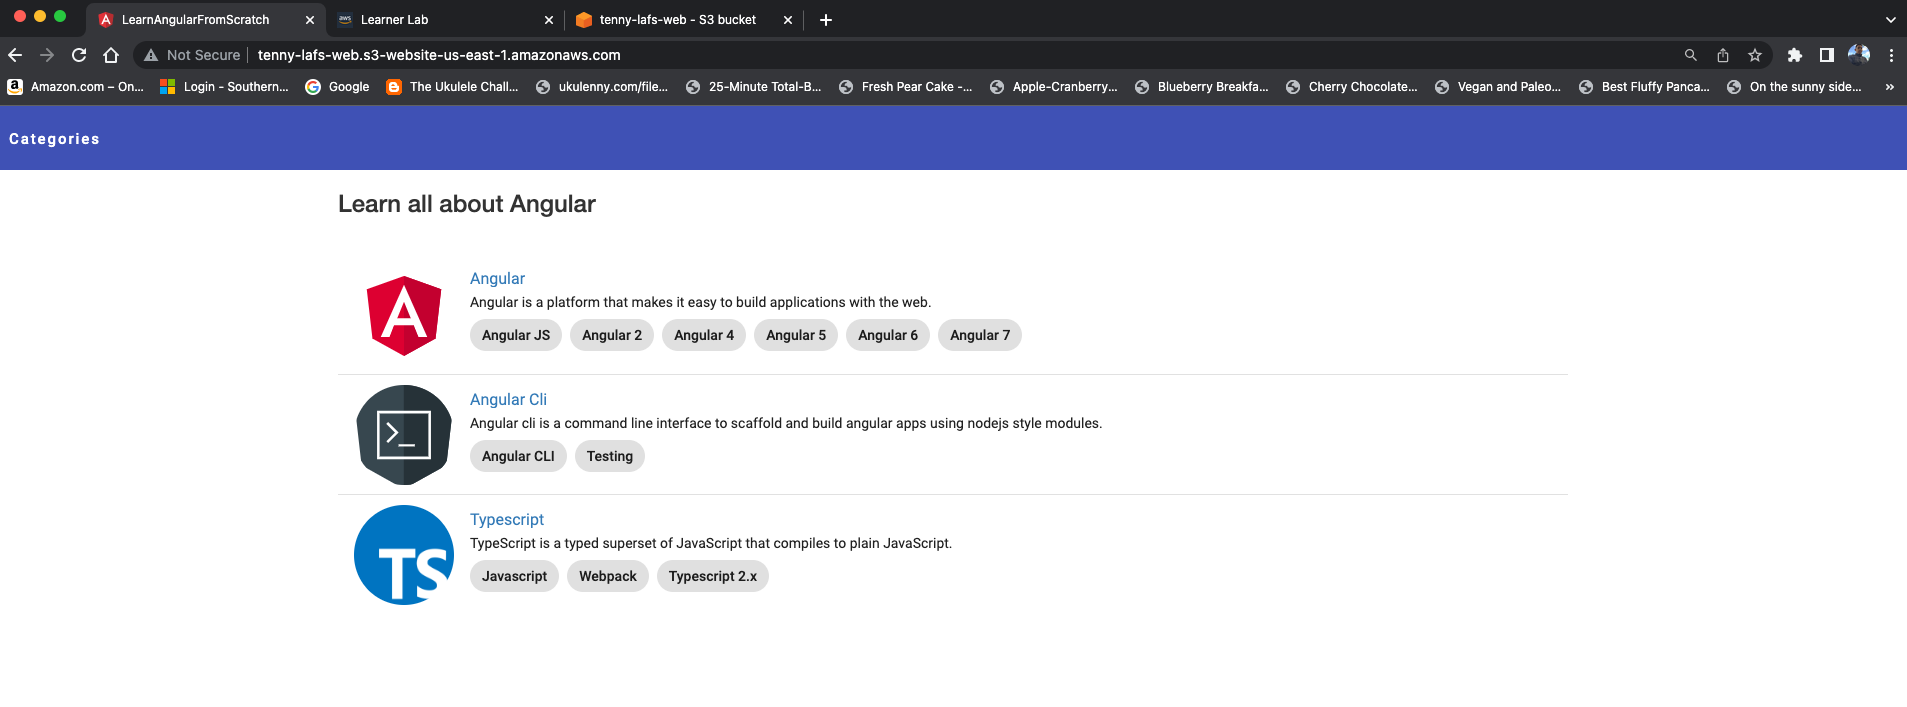 LearnAngularFromScratch
aws Learner Lab
tenny-lafs-web - S3 bucket
Not Secure tenny-lafs-web.s3-website-us-east-1.amazonaws.com
Amazon.com – On... Login - Southern... Google The Ukulele Chall... ukulenny.com/file... 25-Minute Total-B... Fresh Pear Cake -... Apple-Cranberry... Blueberry Breakfa... Cherry Chocolate... Vegan and Paleo... Best Fluffy Panca... On the sunny side... »
Categories
Learn all about Angular
A
Angular
Angular is a platform that makes it easy to build applications with the web.
Angular JS Angular 2 Angular 4 Angular 5 Angular 6 Angular 7
Angular Cli
Angular cli is a command line interface to scaffold and build angular apps using nodejs style modules.
Angular CLI Testing
TS
Typescript
TypeScript is a typed superset of JavaScript that compiles to plain JavaScript.
Javascript Webpack Typescript 2.x